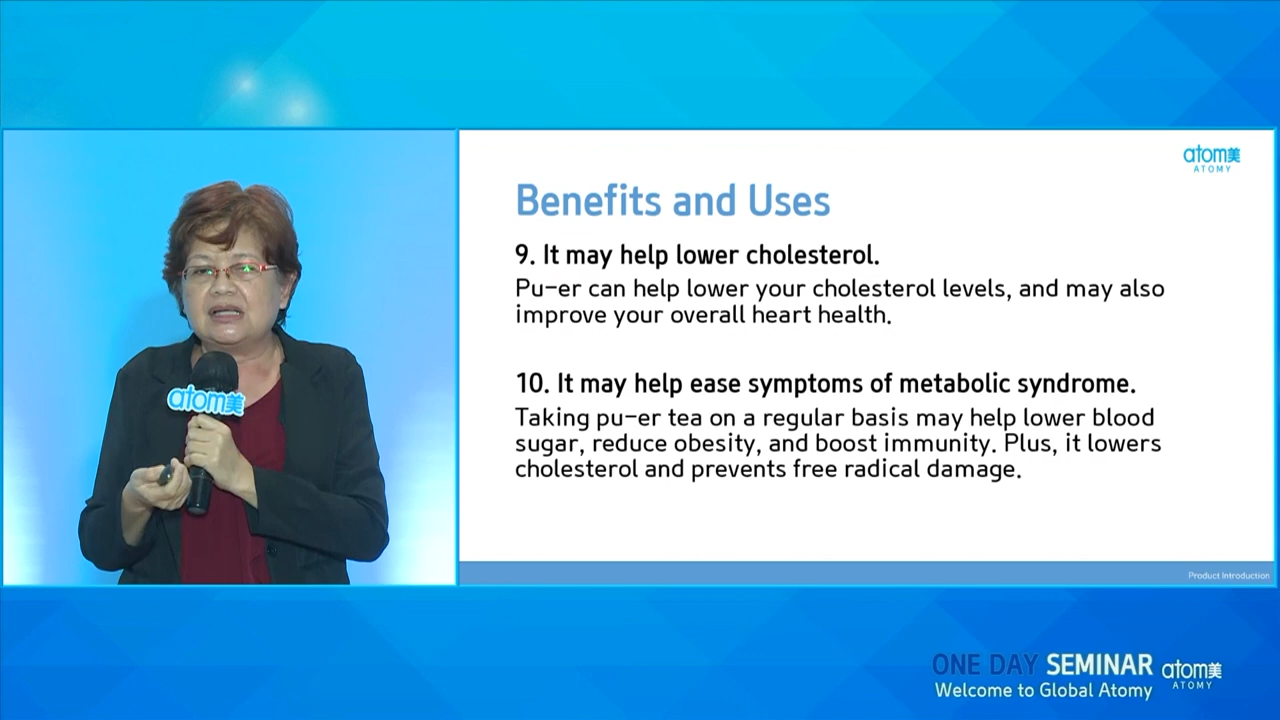 atom美
ATOMY
Benefits and Uses
9. It may help lower cholesterol.
Pu-er can help lower your cholesterol levels, and may also
improve your overall heart health.
10. It may help ease symptoms of metabolic syndrome.
Taking pu-er tea on a regular basis may help lower blood
sugar, reduce obesity, and boost immunity. Plus, it lowers
cholesterol and prevents free radical damage.
atom美
Product Introduction
ONE DAY SEMINAR
Welcome to Global Atomy
atom美
ATOMY